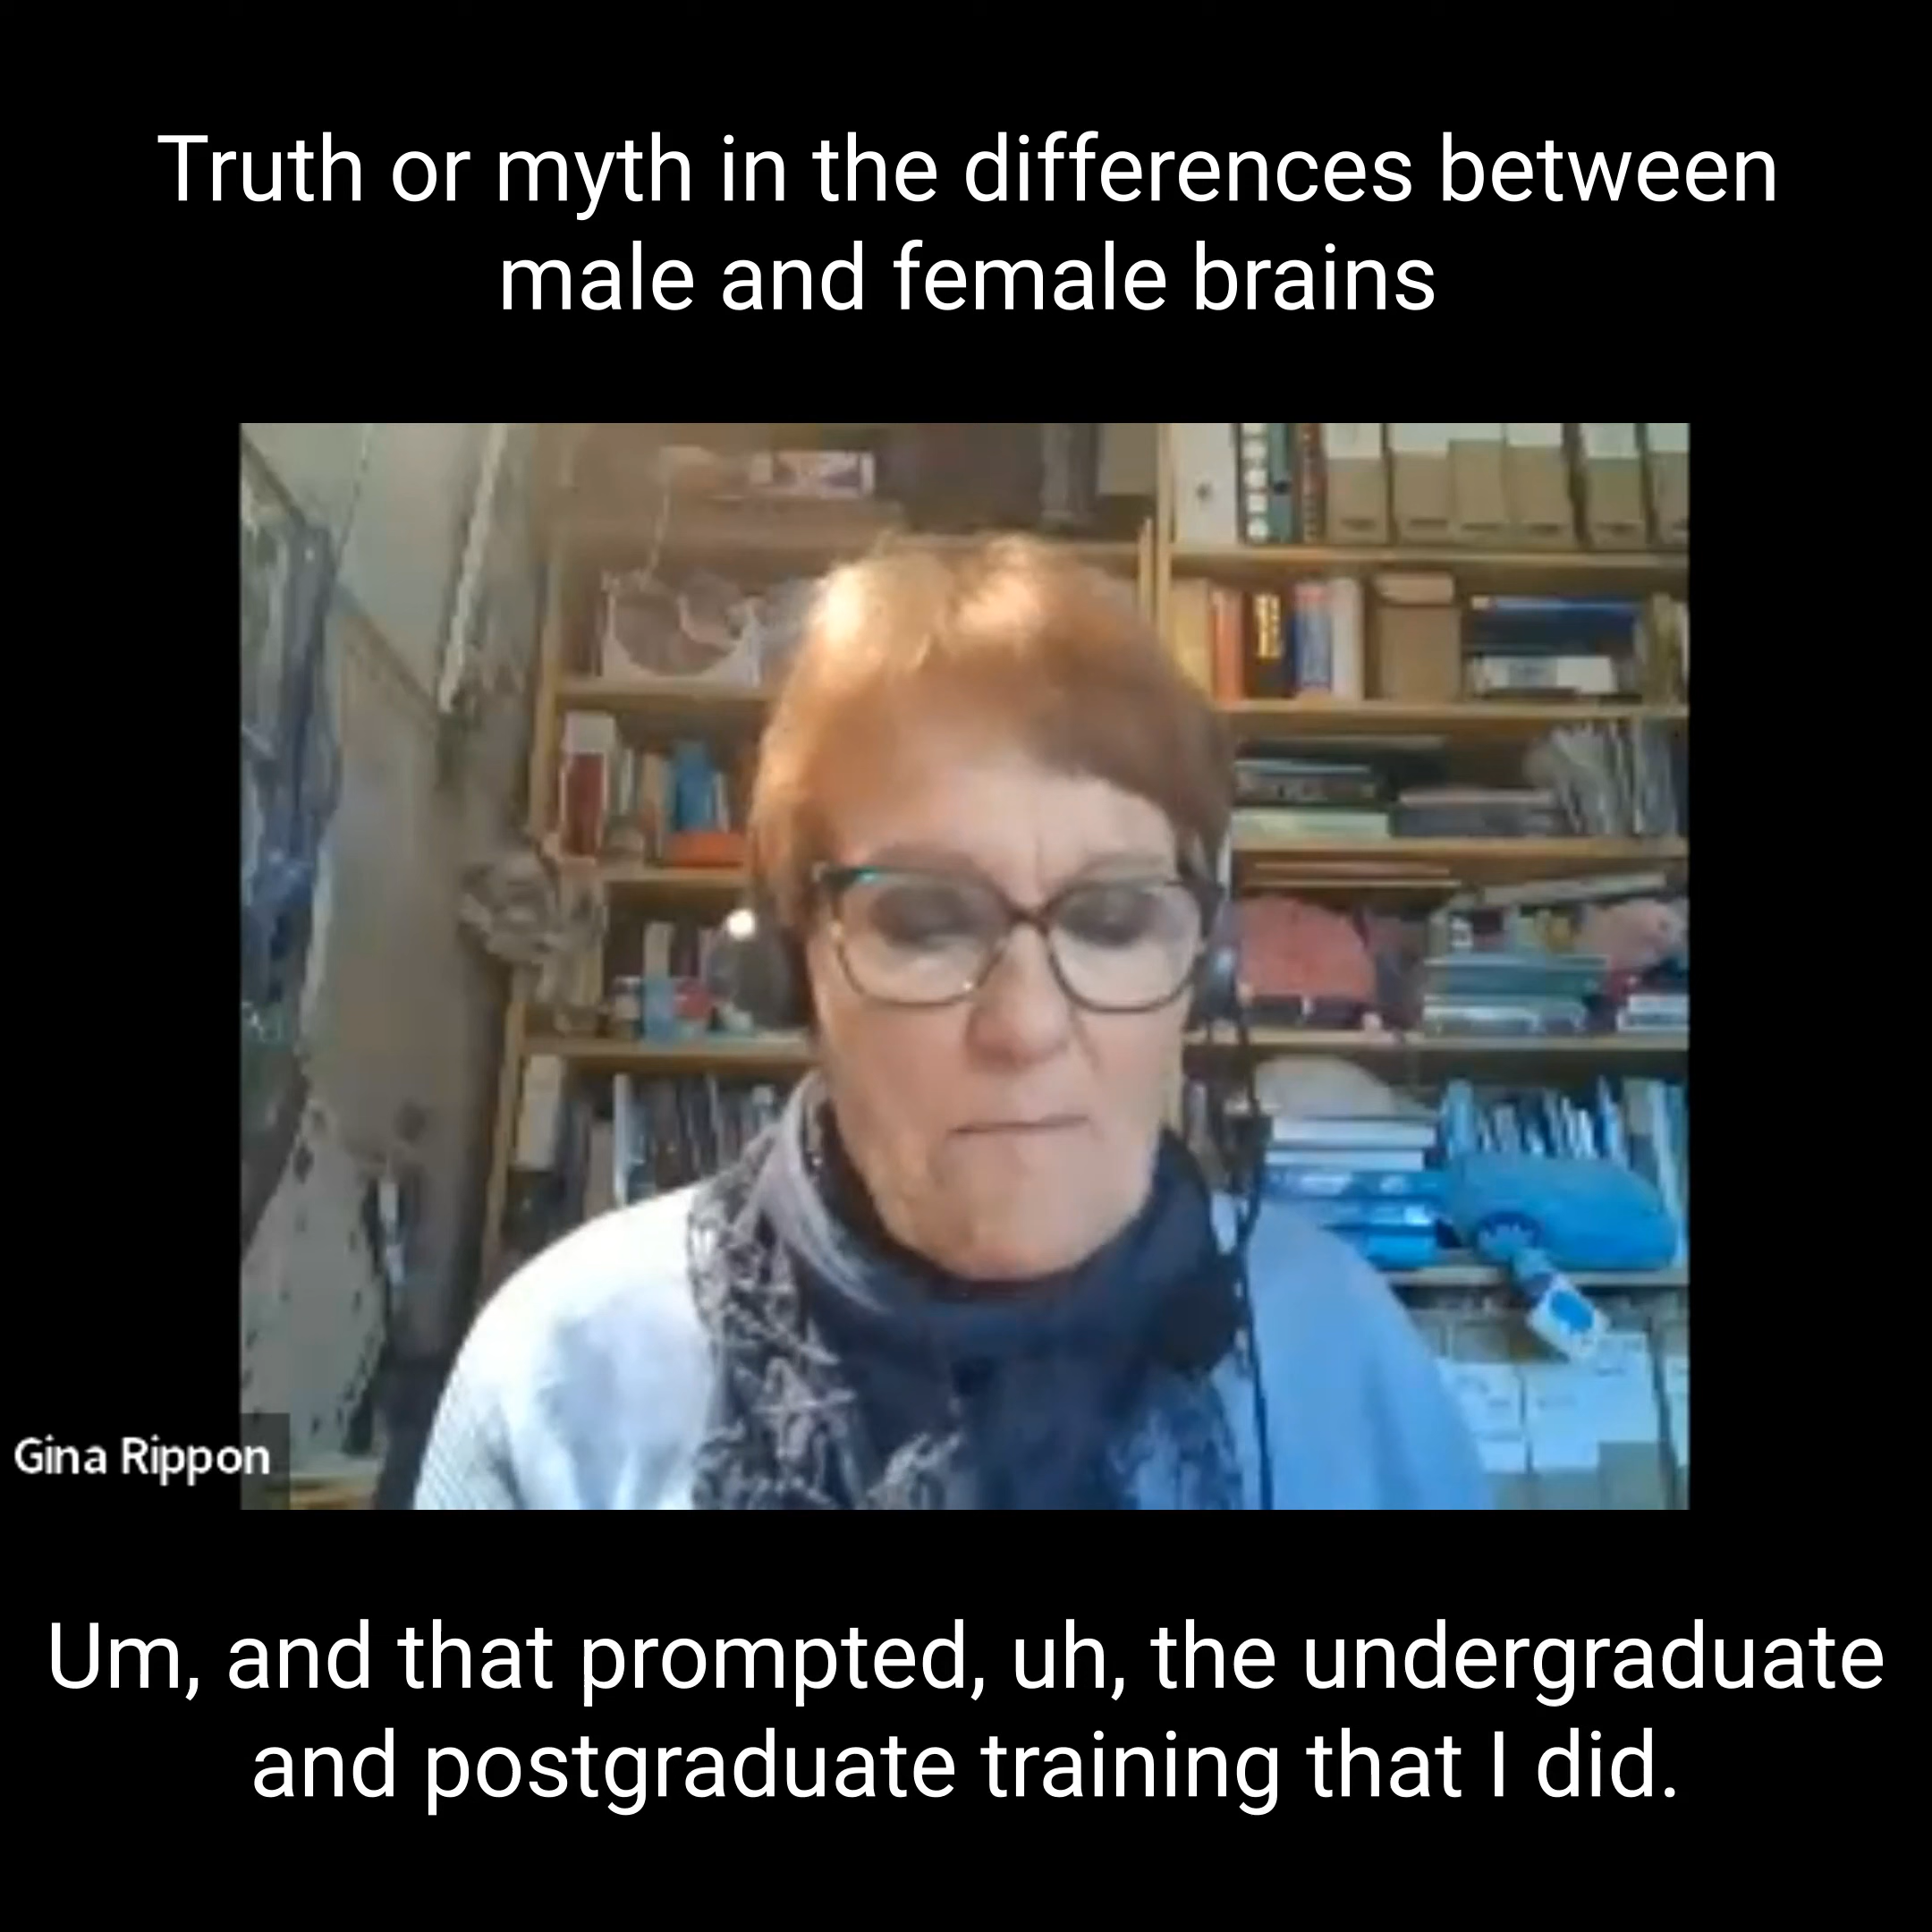 Truth or myth in the differences between
male and female brains
Gina Rippon
Um, and that prompted, uh, the undergraduate
and postgraduate training that I did.